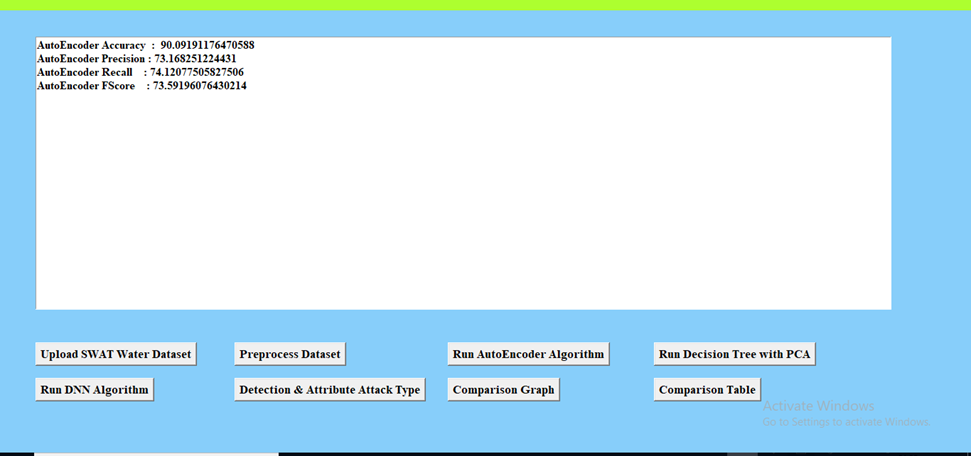 AutoEncoder Accuracy : 90.09191176470588
AutoEncoder Precision : 73.168251224431
AutoEncoder Recall : 74.12077505827506
AutoEncoder FScore : 73.59196076430214
Upload SWAT Water Dataset
Preprocess Dataset
Run AutoEncoder Algorithm
Run Decision Tree with PCA
Run DNN Algorithm
Detection & Attribute Attack Type
Comparison Graph
Comparison Table
Activate Windows
Go to Settings to activate Windows.